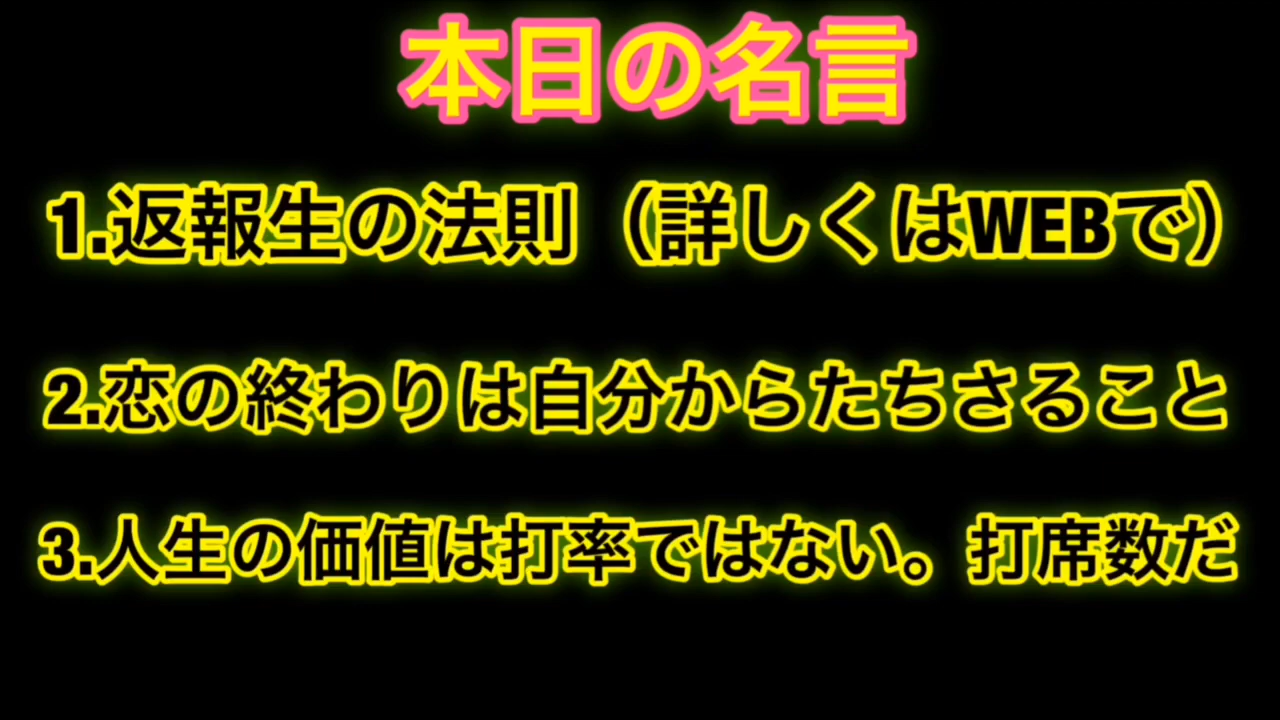 本日の名言
1.返報生の法則（詳しくはWEBで）
2.恋の終わりは自分からたちさること
3.人生の価値は打率ではない。打席数だ